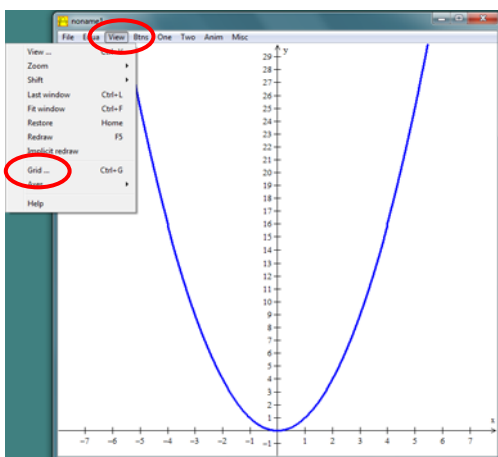 noname1
File View Btns One Two Anim Misc
View ...
Zoom
Shift
Last window Ctrl+L
Fit window Ctrl+F
Restore Home
Redraw F5
Implicit redraw
Grid ... Ctrl+G
Axes
Help
y
29
28
27
26
25
24
23
22
21
20
19
18
17
16
15
14
13
12
11
10
9
8
7
6
5
4
3
2
1
x
-7 -6 -5 -4 -3 -2 -1 -1 1 2 3 4 5 6 7